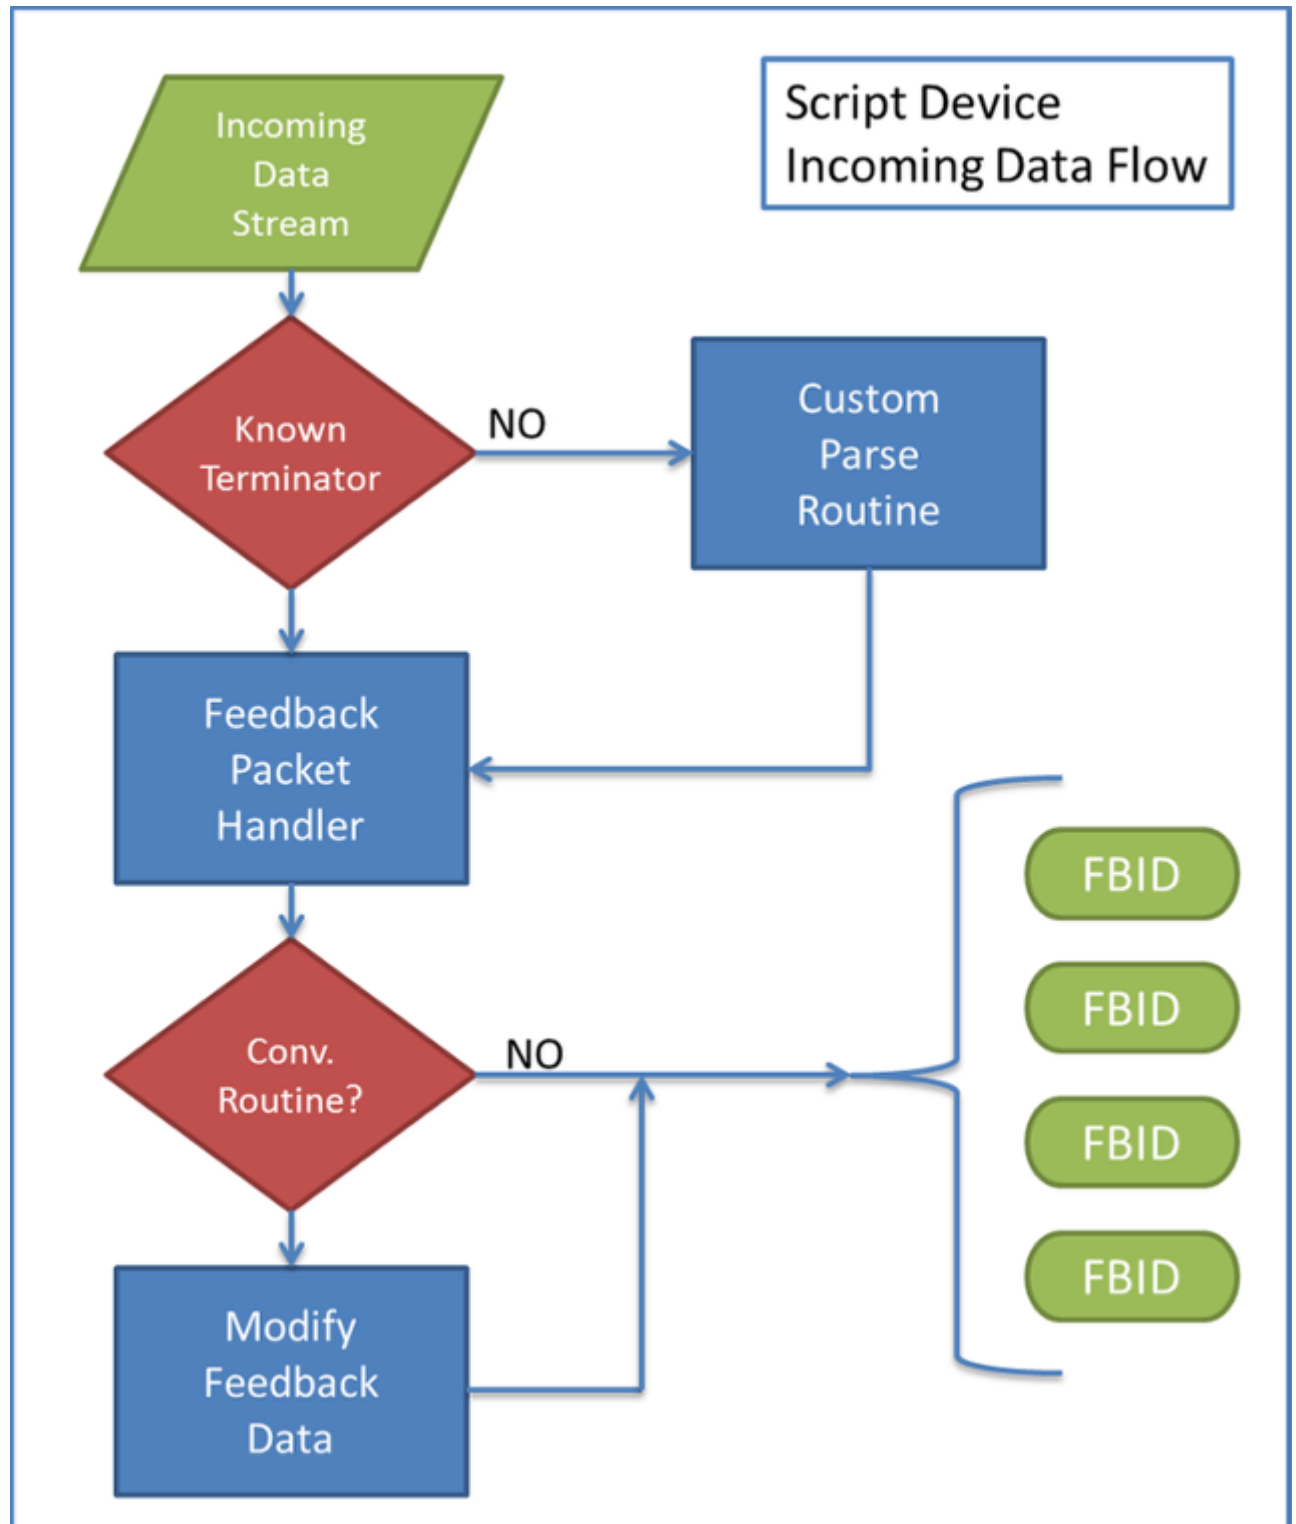 Script Device
Incoming Data Flow
Incoming
Data
Stream
Known
Terminator
NO
Custom
Parse
Routine
Feedback
Packet
Handler
Conv.
Routine?
NO
Modify
Feedback
Data
FBID
FBID
FBID
FBID